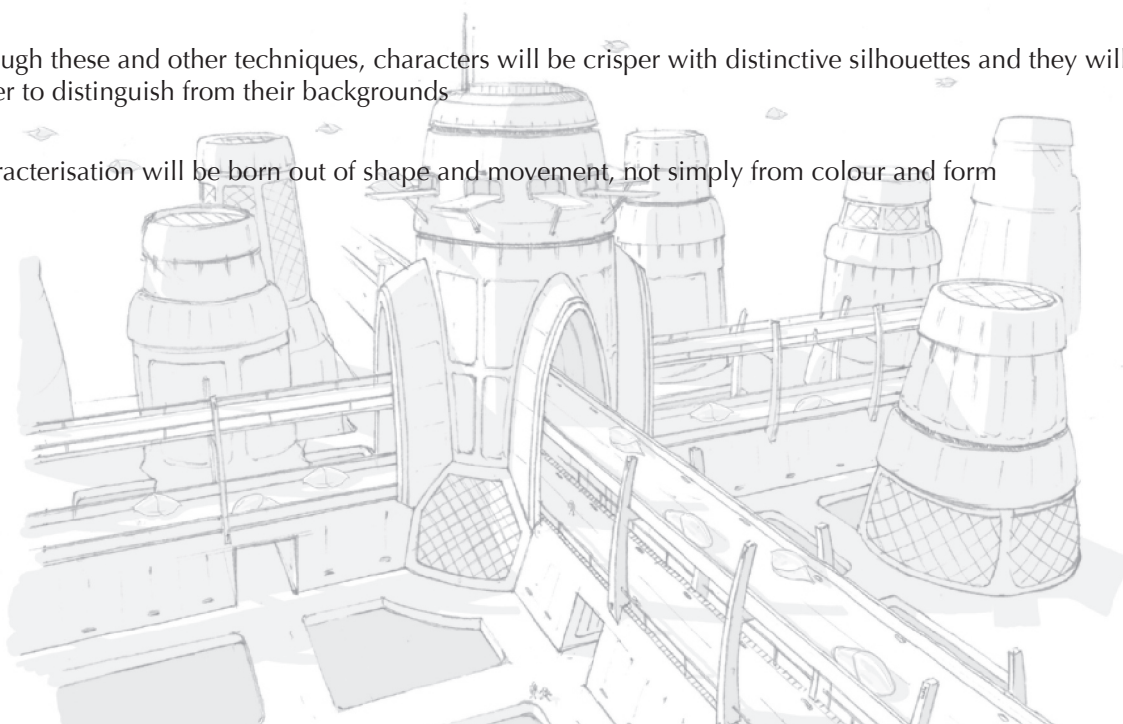 ugh these and other techniques, characters will be crisper with distinctive silhouettes and they will
er to distinguish from their backgrounds
racterisation will be born out of shape and movement, not simply from colour and form